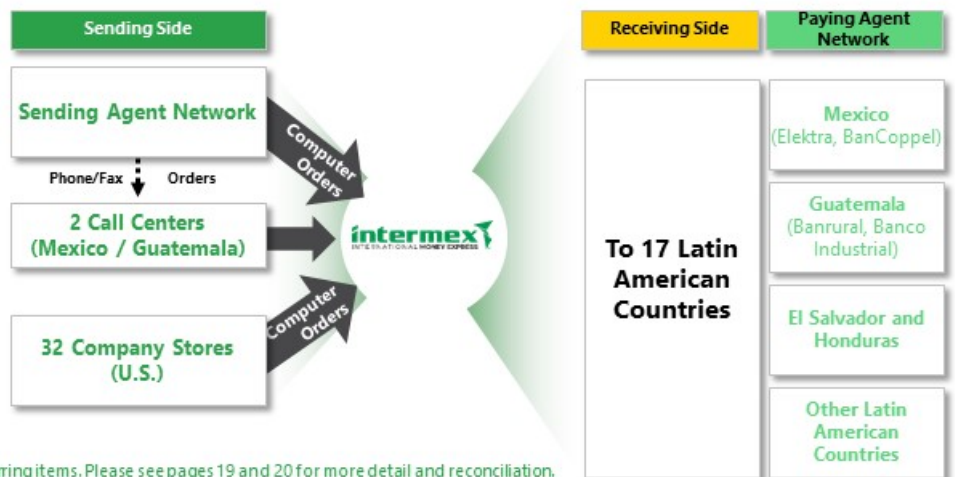 Sending Side
Sending Agent Network
Phone/Fax Orders
2 Call Centers
(Mexico / Guatemala)
32 Company Stores
(U.S.)
Computer
Orders
Computer
Orders
intermex
INTERNATIONAL MONEY EXPRESS
Receiving Side
To 17 Latin
American
Countries
Paying Agent
Network
Mexico
(Elektra, BanCoppel)
Guatemala
(Banrural, Banco
Industrial)
El Salvador and
Honduras
Other Latin
American
Countries
items. Please see pages 19 and 20 for more detail and reconciliation.